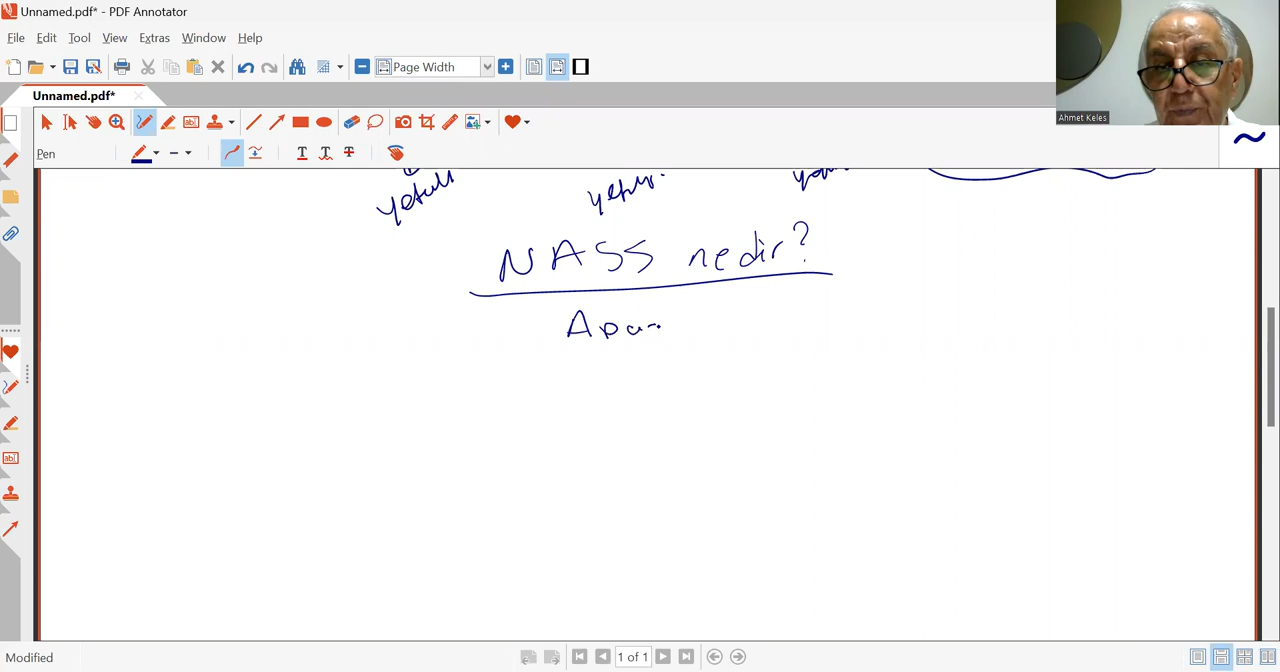 Unnamed.pdf* - PDF Annotator
File Edit Tool View Extras Window Help
Page Width
Unnamed.pdf*
Ahmet Keles
Pen
yeter
NASS nedir?
1 of 1
Modified